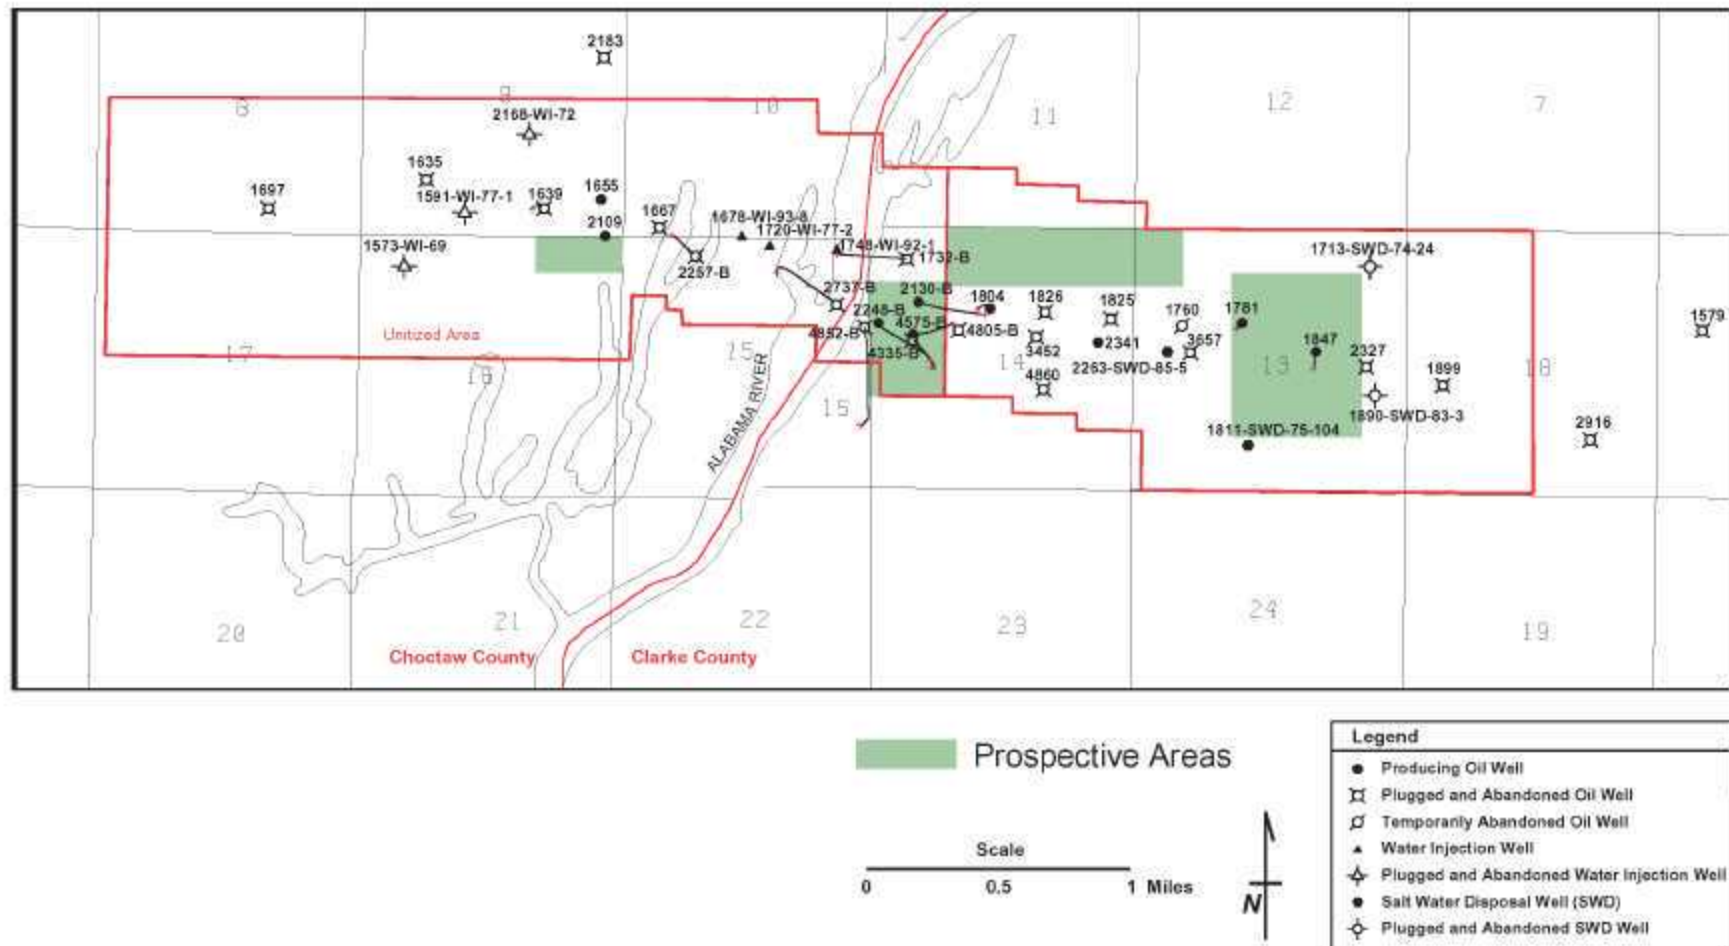 2183
8
9
10
11
12
7
2168-WI-72
1635
1697
1591-WI-77-1
1639
1655
2109
1667
1678-WI-93-8
1720-WI-77-2
1573-WI-69
1748-WI-92-1
1732-B
2257-B
1713-SWD-74-24
2737-B
2130-B
1804
1826
1825
1760
1781
1579
2248-B
4575-B
4852-B
4805-B
Unitized Area
4335-B
3452
2341
3657
1847
2327
17
16
15
14
2263-SWD-85-5
13
18
4860
1899
15
1890-SWD-83-3
1811-SWD-75-104
2916
ALABAMA RIVER
20
21
22
23
24
19
Choctaw County
Clarke County
Prospective Areas
Scale
0 0.5 1 Miles
N
Legend
Producing Oil Well
Plugged and Abandoned Oil Well
Temporarily Abandoned Oil Well
Water Injection Well
Plugged and Abandoned Water Injection Well
Salt Water Disposal Well (SWD)
Plugged and Abandoned SWD Well